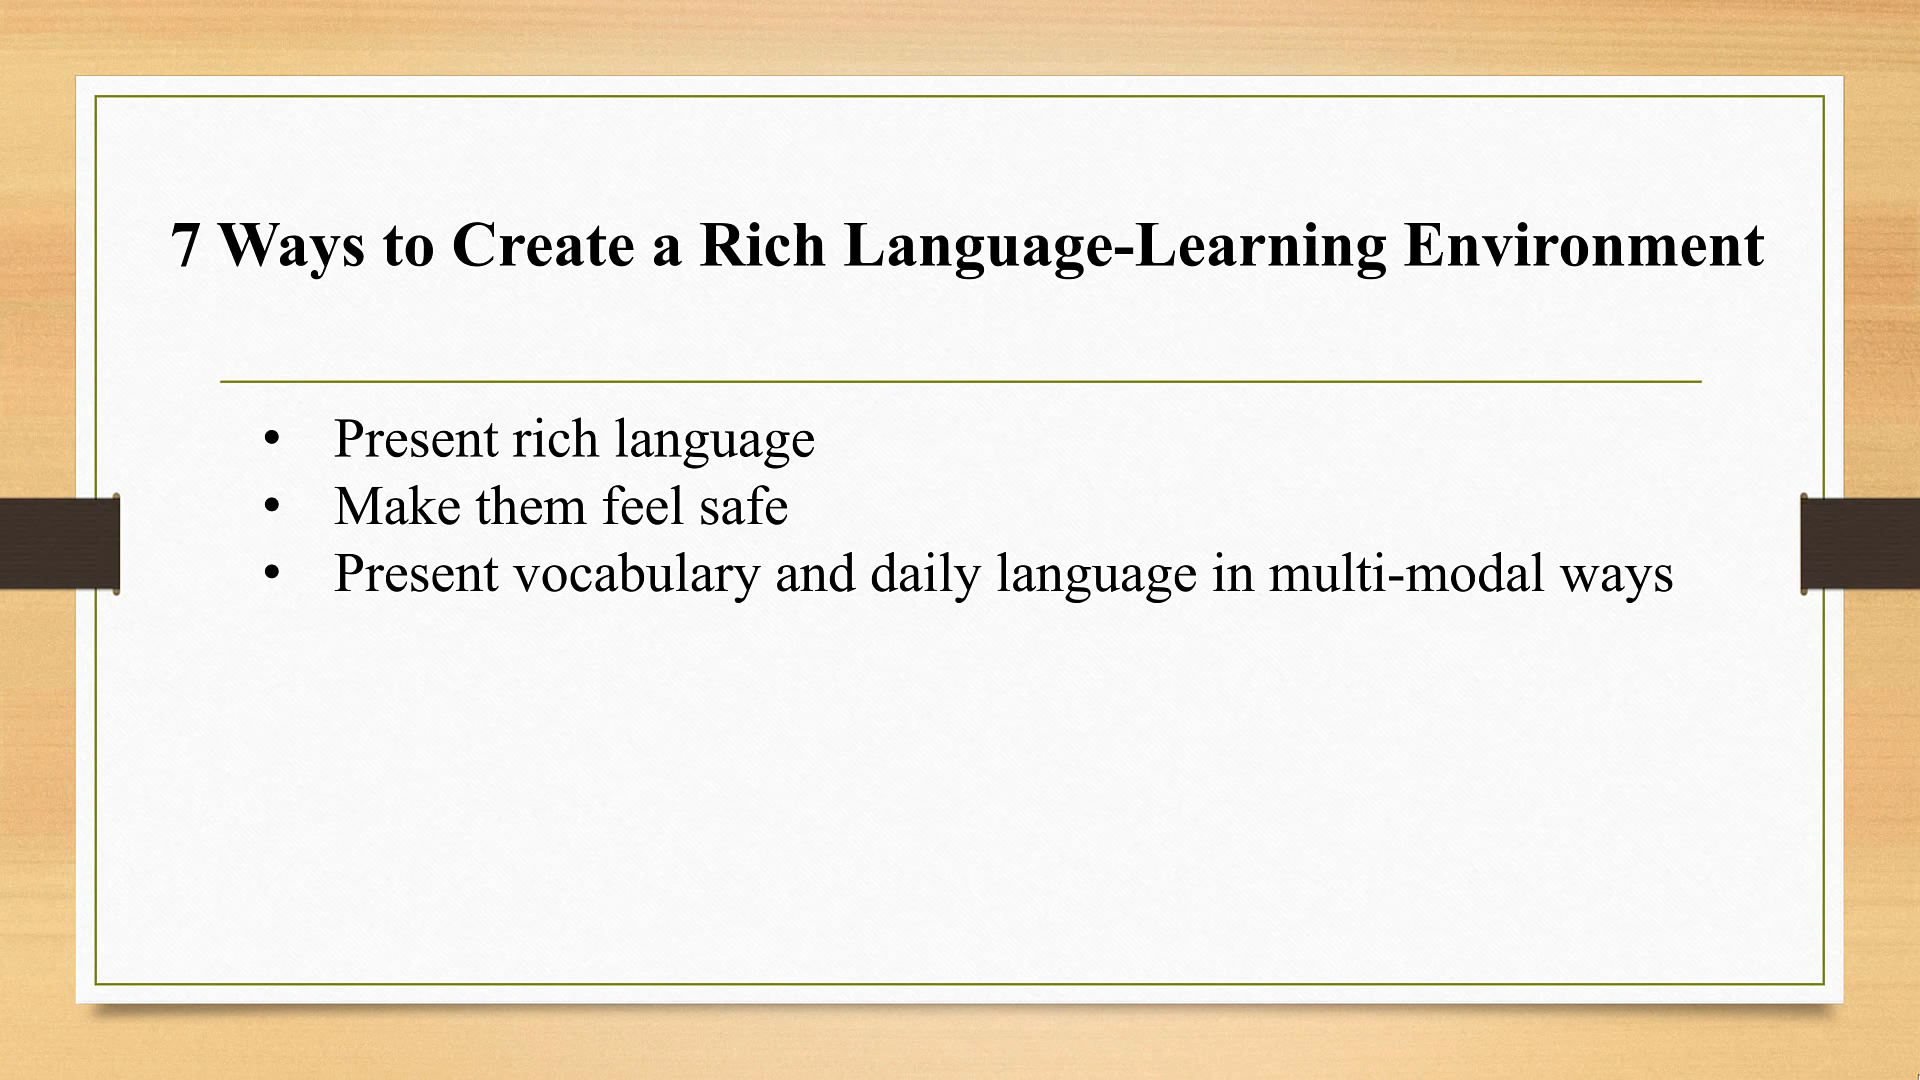 7 Ways to Create a Rich Language-Learning Environment
• Present rich language
• Make them feel safe
• Present vocabulary and daily language in multi-modal ways